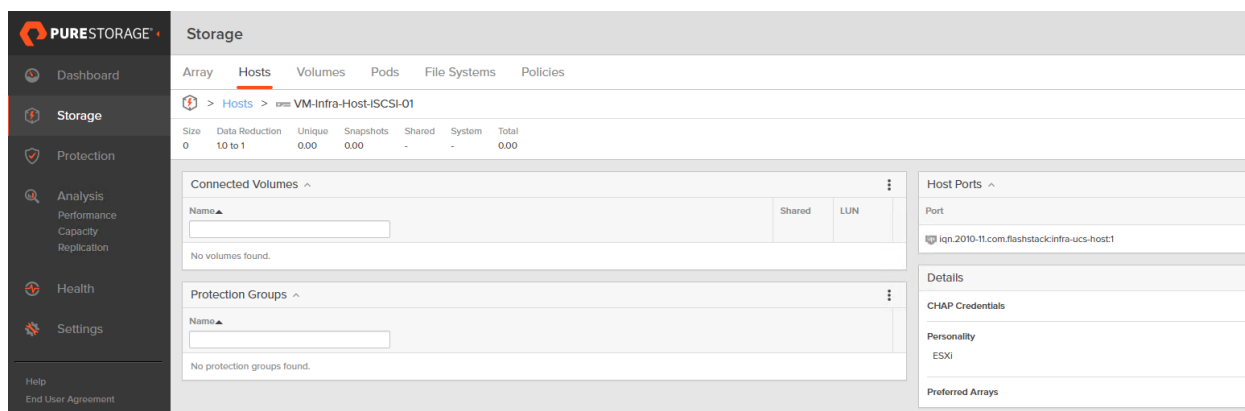 PURESTORAGE®
Dashboard
Storage
Protection
Analysis
Performance
Capacity
Replication
Health
Settings
Help
End User Agreement
Storage
Array Hosts Volumes Pods File Systems Policies
> Hosts > VM-Infra-Host-iSCSI-01
Size Data Reduction Unique Snapshots Shared System Total
0 1.0 to 1 0.00 0.00 - - 0.00
Connected Volumes
Name Shared LUN
No volumes found.
Protection Groups
Name
No protection groups found.
Host Ports
Port
iqn.2010-11.com.flashstack:infra-ucs-host:1
Details
CHAP Credentials
Personality
ESXi
Preferred Arrays